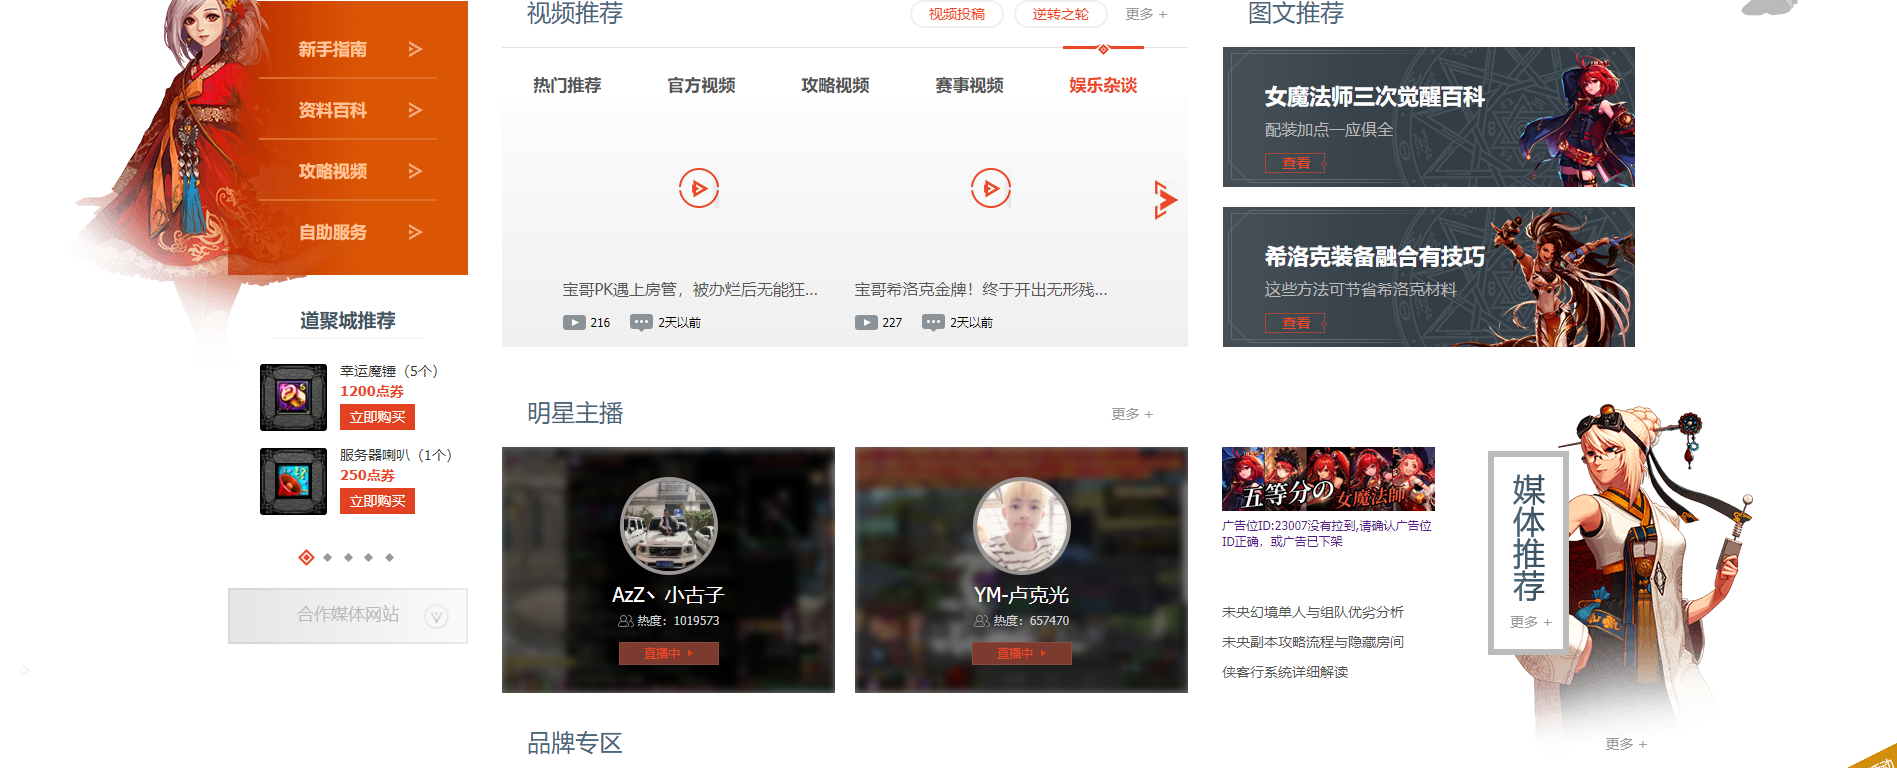 新手指南
资料百科
攻略视频
自助服务
道聚城推荐
幸运魔锤（5个）
1200点券
立即购买
服务器喇叭（1个）
250点券
立即购买
合作媒体网站
视频推荐
视频投稿
逆转之轮
更多 +
热门推荐
官方视频
攻略视频
赛事视频
娱乐杂谈
宝哥PK遇上房管，被办烂后无能狂...
216
2天以前
宝哥希洛克金牌！终于开出无形残...
227
2天以前
图文推荐
女魔法师三次觉醒百科
配装加点一应俱全
查看
希洛克装备融合有技巧
这些方法可节省希洛克材料
查看
明星主播
更多 +
AzZ丶小古子
热度：1019573
直播中
YM-卢克光
热度：657470
直播中
五等分の女魔法師
广告位ID:23007没有拉到,请确认广告位
ID正确，或广告已下架
未央幻境单人与组队优劣分析
未央副本攻略流程与隐藏房间
侠客行系统详细解读
媒体推荐
更多 +
品牌专区
更多 +